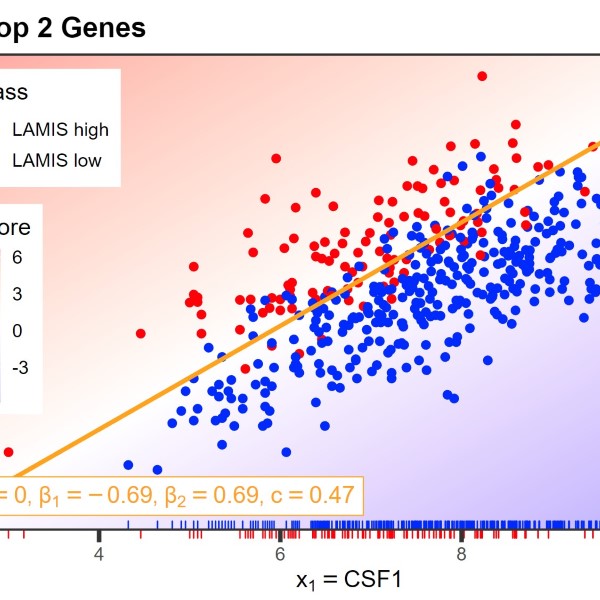 op 2 Genes
ass
LAMIS high
LAMIS low
ore
6
3
0
-3
= 0, β₁ = −0.69, β₂ = 0.69, c = 0.47
4 6 8
x₁ = CSF1